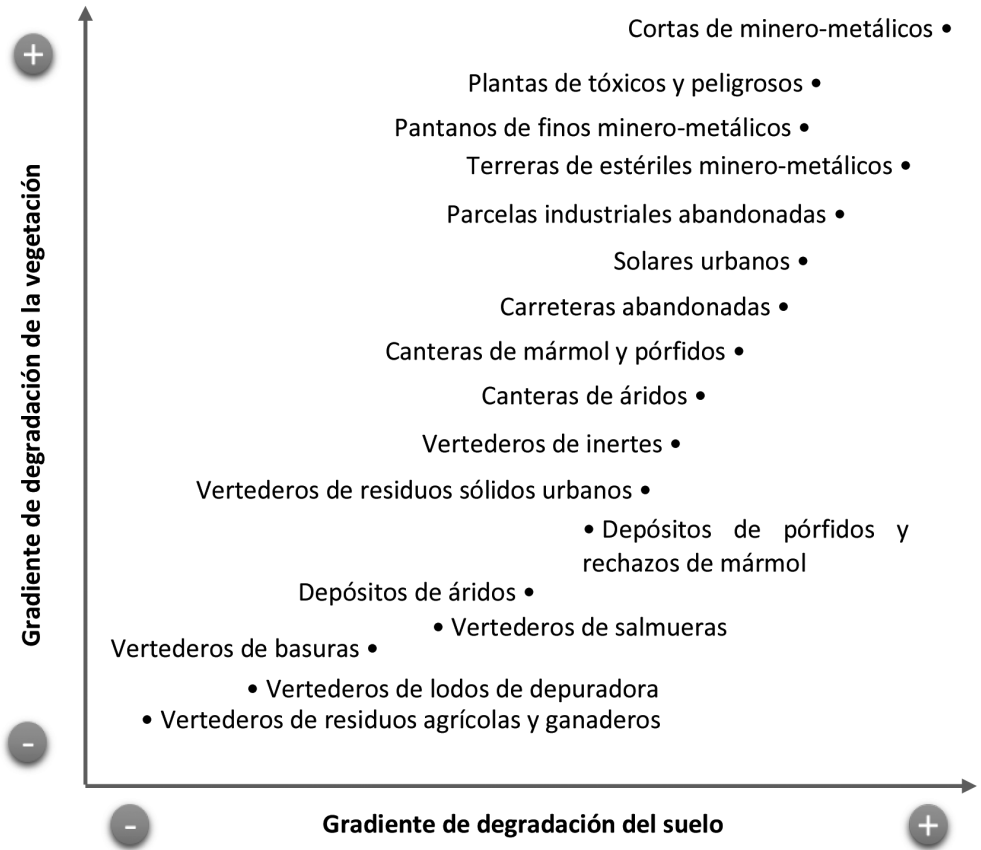 Cortas de minero-metálicos •
+
Plantas de tóxicos y peligrosos •
Pantanos de finos minero-metálicos •
Terreras de estériles minero-metálicos •
Parcelas industriales abandonadas •
Solares urbanos •
Carreteras abandonadas •
Canteras de mármol y pórfidos •
Canteras de áridos •
Vertederos de inertes •
Vertederos de residuos sólidos urbanos •
• Depósitos de pórfidos y
rechazos de mármol
Depósitos de áridos •
• Vertederos de salmueras
Vertederos de basuras •
• Vertederos de lodos de depuradora
• Vertederos de residuos agrícolas y ganaderos
Gradiente de degradación de la vegetación
-
-
Gradiente de degradación del suelo
+